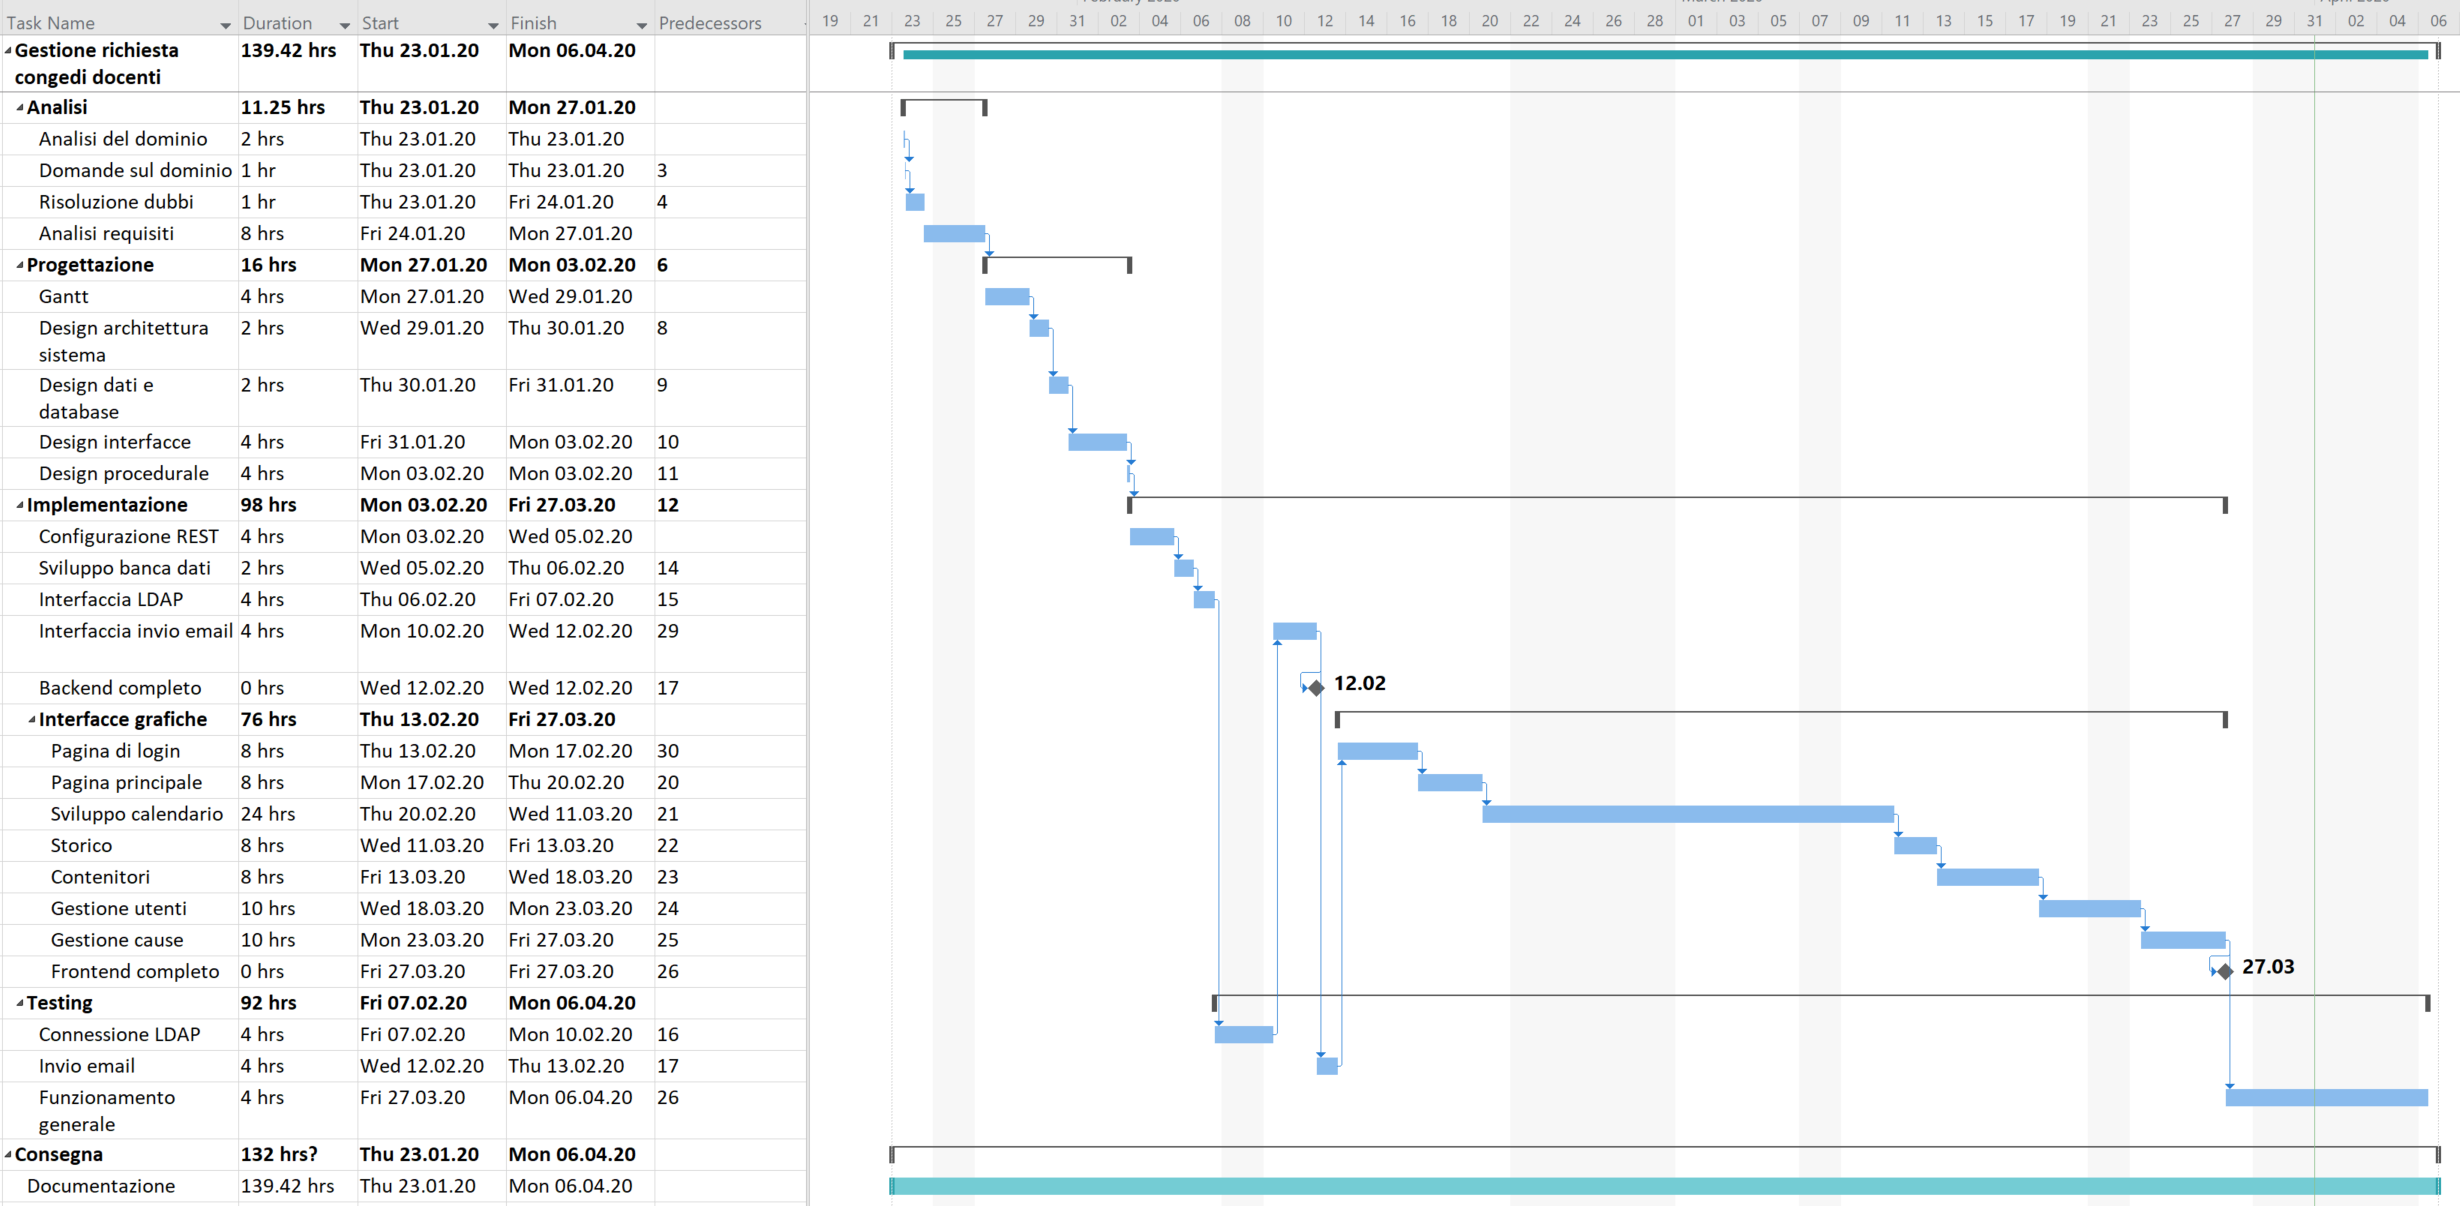 February 2020 March 2020 April 2020
Task Name Duration Start Finish Predecessors 19 21 23 25 27 29 31 02 04 06 08 10 12 14 16 18 20 22 24 26 28 01 03 05 07 09 11 13 15 17 19 21 23 25 27 29 31 02 04 06
Gestione richiesta 139.42 hrs Thu 23.01.20 Mon 06.04.20
congedi docenti
Analisi 11.25 hrs Thu 23.01.20 Mon 27.01.20
Analisi del dominio 2 hrs Thu 23.01.20 Thu 23.01.20
Domande sul dominio 1 hr Thu 23.01.20 Thu 23.01.20 3
Risoluzione dubbi 1 hr Thu 23.01.20 Fri 24.01.20 4
Analisi requisiti 8 hrs Fri 24.01.20 Mon 27.01.20
Progettazione 16 hrs Mon 27.01.20 Mon 03.02.20 6
Gantt 4 hrs Mon 27.01.20 Wed 29.01.20
Design architettura 2 hrs Wed 29.01.20 Thu 30.01.20 8
sistema
Design dati e 2 hrs Thu 30.01.20 Fri 31.01.20 9
database
Design interfacce 4 hrs Fri 31.01.20 Mon 03.02.20 10
Design procedurale 4 hrs Mon 03.02.20 Mon 03.02.20 11
Implementazione 98 hrs Mon 03.02.20 Fri 27.03.20 12
Configurazione REST 4 hrs Mon 03.02.20 Wed 05.02.20
Sviluppo banca dati 2 hrs Wed 05.02.20 Thu 06.02.20 14
Interfaccia LDAP 4 hrs Thu 06.02.20 Fri 07.02.20 15
Interfaccia invio email 4 hrs Mon 10.02.20 Wed 12.02.20 29
Backend completo 0 hrs Wed 12.02.20 Wed 12.02.20 17 12.02
Interfacce grafiche 76 hrs Thu 13.02.20 Fri 27.03.20
Pagina di login 8 hrs Thu 13.02.20 Mon 17.02.20 30
Pagina principale 8 hrs Mon 17.02.20 Thu 20.02.20 20
Sviluppo calendario 24 hrs Thu 20.02.20 Wed 11.03.20 21
Storico 8 hrs Wed 11.03.20 Fri 13.03.20 22
Contenitori 8 hrs Fri 13.03.20 Wed 18.03.20 23
Gestione utenti 10 hrs Wed 18.03.20 Mon 23.03.20 24
Gestione cause 10 hrs Mon 23.03.20 Fri 27.03.20 25
Frontend completo 0 hrs Fri 27.03.20 Fri 27.03.20 26 27.03
Testing 92 hrs Fri 07.02.20 Mon 06.04.20
Connessione LDAP 4 hrs Fri 07.02.20 Mon 10.02.20 16
Invio email 4 hrs Wed 12.02.20 Thu 13.02.20 17
Funzionamento 4 hrs Fri 27.03.20 Mon 06.04.20 26
generale
Consegna 132 hrs? Thu 23.01.20 Mon 06.04.20
Documentazione 139.42 hrs Thu 23.01.20 Mon 06.04.20